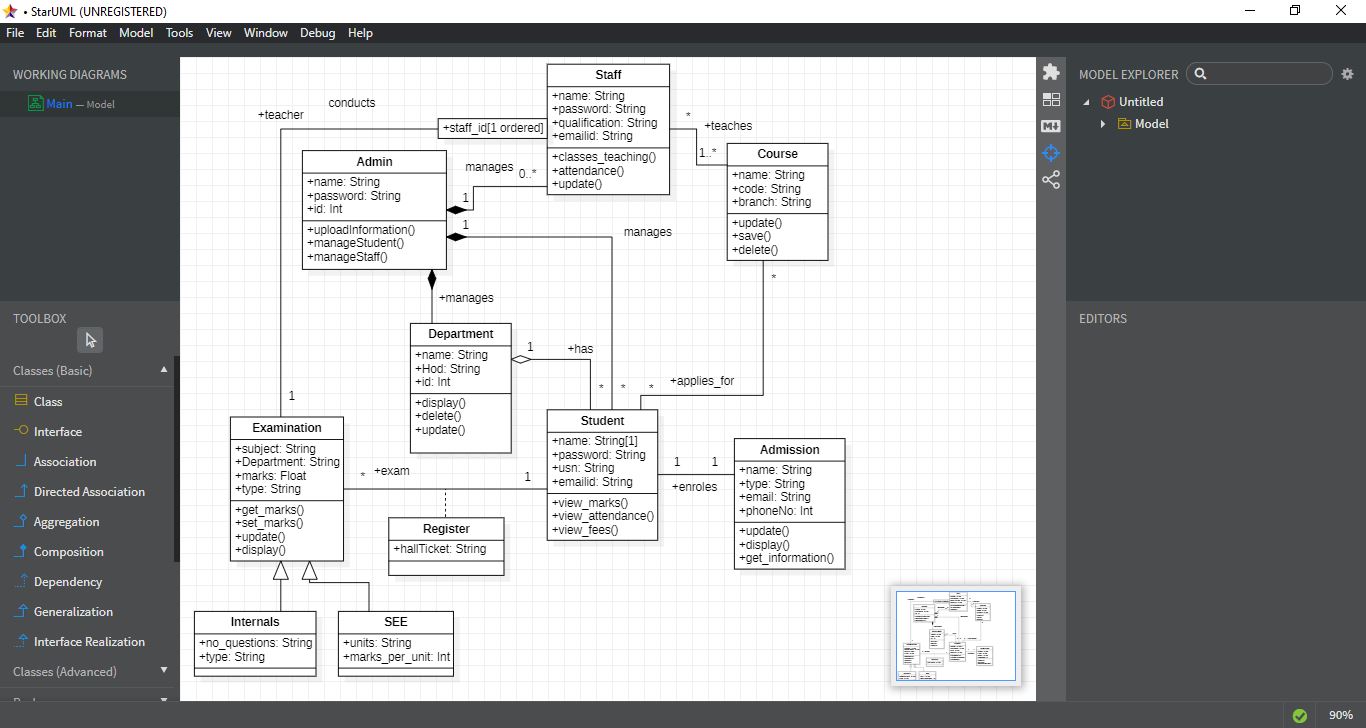 • StarUML (UNREGISTERED)
File Edit Format Model Tools View Window Debug Help
WORKING DIAGRAMS
Main — Model
TOOLBOX
Classes (Basic)
Class
Interface
Association
Directed Association
Aggregation
Composition
Dependency
Generalization
Interface Realization
Classes (Advanced)
conducts
+teacher
+staff_id[1 ordered]
1
Staff
+name: String
+password: String
+qualification: String
+emailid: String
+classes_teaching()
+attendance()
+update()
*
+teaches
1..*
Course
+name: String
+code: String
+branch: String
+update()
+save()
+delete()
*
Admin
+name: String
+password: String
+id: Int
+uploadInformation()
+manageStudent()
+manageStaff()
manages
0..*
1
1
manages
+manages
Department
+name: String
+Hod: String
+id: Int
+display()
+delete()
+update()
1
+has
*
*
*
+applies_for
Student
+name: String[1]
+password: String
+usn: String
+emailid: String
+view_marks()
+view_attendance()
+view_fees()
1
1
+enroles
Admission
+name: String
+type: String
+email: String
+phoneNo: Int
+update()
+display()
+get_information()
Examination
+subject: String
+Department: String
+marks: Float
+type: String
+get_marks()
+set_marks()
+update()
+display()
*
+exam
1
Register
+hallTicket: String
Internals
+no_questions: String
+type: String
SEE
+units: String
+marks_per_unit: Int
MODEL EXPLORER
Untitled
Model
EDITORS
90%